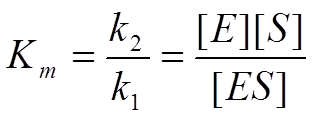 K_m = k_2 / k_1 = [E][S] / [ES]